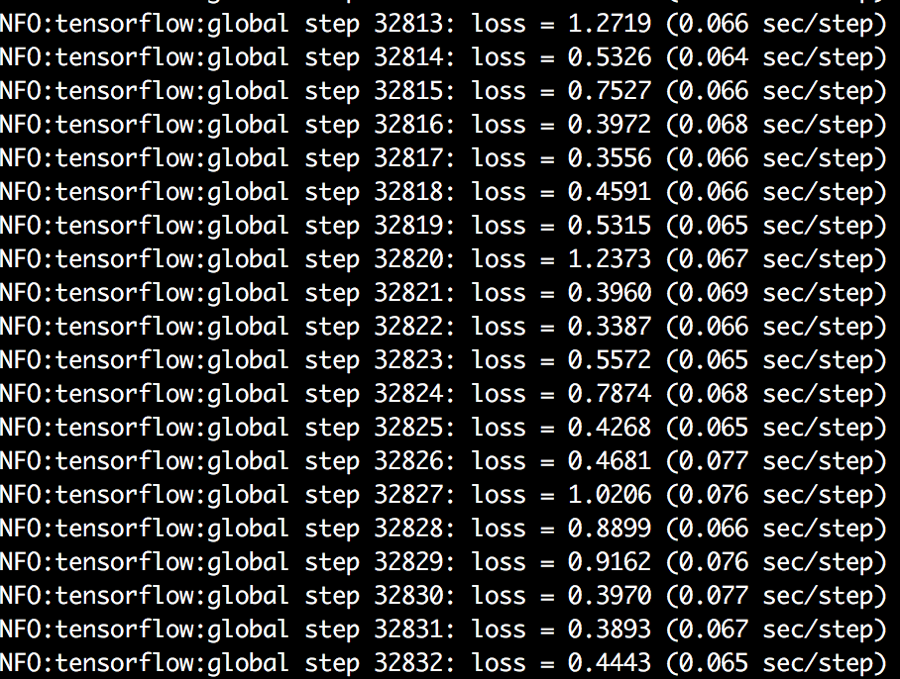 NFO:tensorflow:global step 32813: loss = 1.2719 (0.066 sec/step)
NFO:tensorflow:global step 32814: loss = 0.5326 (0.064 sec/step)
NFO:tensorflow:global step 32815: loss = 0.7527 (0.066 sec/step)
NFO:tensorflow:global step 32816: loss = 0.3972 (0.068 sec/step)
NFO:tensorflow:global step 32817: loss = 0.3556 (0.066 sec/step)
NFO:tensorflow:global step 32818: loss = 0.4591 (0.066 sec/step)
NFO:tensorflow:global step 32819: loss = 0.5315 (0.065 sec/step)
NFO:tensorflow:global step 32820: loss = 1.2373 (0.067 sec/step)
NFO:tensorflow:global step 32821: loss = 0.3960 (0.069 sec/step)
NFO:tensorflow:global step 32822: loss = 0.3387 (0.066 sec/step)
NFO:tensorflow:global step 32823: loss = 0.5572 (0.065 sec/step)
NFO:tensorflow:global step 32824: loss = 0.7874 (0.068 sec/step)
NFO:tensorflow:global step 32825: loss = 0.4268 (0.065 sec/step)
NFO:tensorflow:global step 32826: loss = 0.4681 (0.077 sec/step)
NFO:tensorflow:global step 32827: loss = 1.0206 (0.076 sec/step)
NFO:tensorflow:global step 32828: loss = 0.8899 (0.066 sec/step)
NFO:tensorflow:global step 32829: loss = 0.9162 (0.076 sec/step)
NFO:tensorflow:global step 32830: loss = 0.3970 (0.077 sec/step)
NFO:tensorflow:global step 32831: loss = 0.3893 (0.067 sec/step)
NFO:tensorflow:global step 32832: loss = 0.4443 (0.065 sec/step)